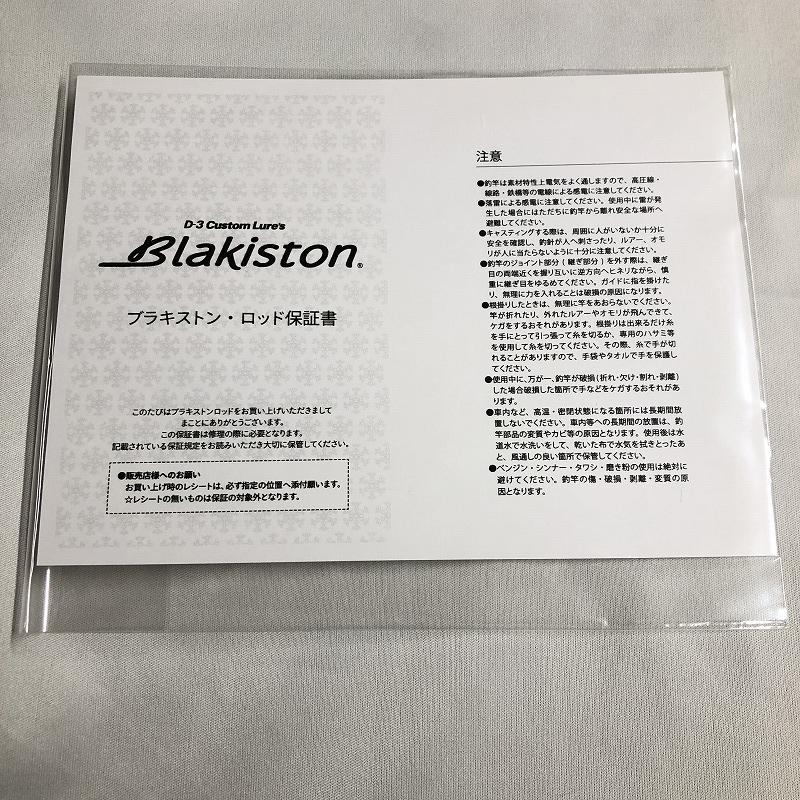 D-3 Custom Lure's
Blakiston®
ブラキストン・ロッド保証書
このたびはブラキストンロッドをお買い上げいただきまして
まことにありがとうございます。
この保証書は修理の際に必要となります。
記載されている保証規定をお読みいただき大切に保管してください。
●販売店様へのお願い
お買い上げ時のレシートは、必ず指定の位置へ添付願います。
☆レシートの無いものは保証の対象外となります。
注意
●釣竿は素材特性上電気をよく通しますので、高圧線・
線路・鉄橋等の電線による感電に注意してください。
●落雷による感電に注意してください。使用中に雷が発
生した場合にはただちに釣竿から離れ安全な場所へ
避難してください。
●キャスティングする際は、周囲に人がいないか十分に
安全を確認し、釣針が人へ刺さったり、ルアー、オモ
リが人に当たらないように十分に注意してください。
●釣竿のジョイント部分(継ぎ部分)を外す際は、継ぎ
目の両端近くを握り互いに逆方向へヒネリながら、慎
重に継ぎ目をゆるめてください。ガイドに指を掛けた
り、無理に力を入れることは破損の原因になります。
●根掛りしたときは、無理に竿をあおらないでください。
竿が折れたり、外れたルアーやオモリが飛んできて、
ケガをするおそれがあります。根掛りは出来るだけ糸
を手にとって引っ張って糸を切るか、専用のハサミ等
を使用して糸を切ってください。その際、糸で手が切
れることがありますので、手袋やタオルで手を保護し
てください。
●使用中に、万が一、釣竿が破損(折れ・欠け・割れ・剥離)
した場合破損した箇所で手などをケガするおそれがあ
ります。
●車内など、高温・密閉状態になる箇所には長期間放
置しないでください。車内等への長期間の放置は、釣
竿部品の変質やカビ等の原因となります。使用後は水
道水で水洗いをして、乾いた布で水気を拭きとったあ
と、風通しの良い箇所で保管してください。
●ベンジン・シンナー・タワシ・磨き粉の使用は絶対に
避けてください。釣竿の傷・破損・剥離・変質の原
因となります。